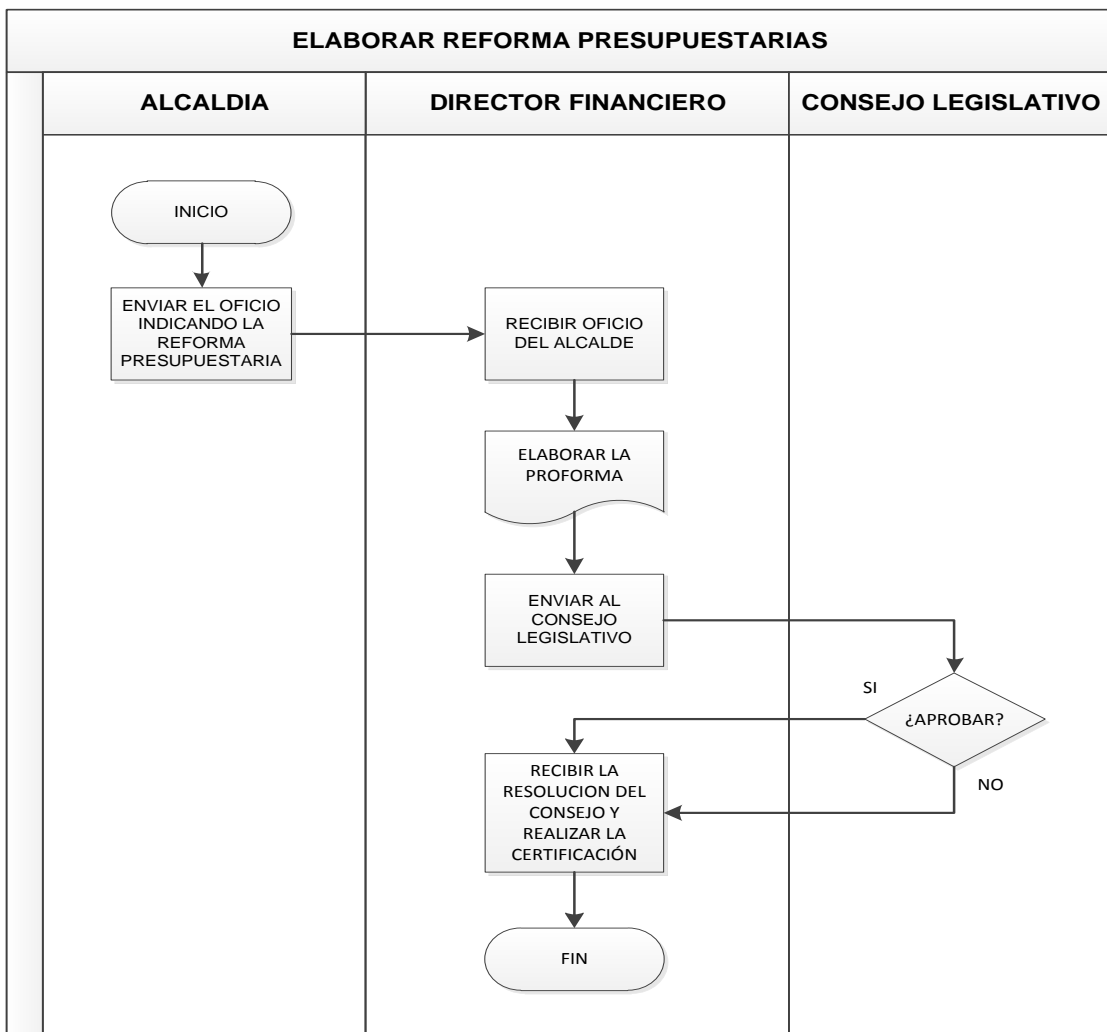 ELABORAR REFORMA PRESUPUESTARIAS
ALCALDIA
DIRECTOR FINANCIERO
CONSEJO LEGISLATIVO
INICIO
ENVIAR EL OFICIO
INDICANDO LA
REFORMA
PRESUPUESTARIA
RECIBIR OFICIO
DEL ALCALDE
ELABORAR LA
PROFORMA
ENVIAR AL
CONSEJO
LEGISLATIVO
SI
¿APROBAR?
NO
RECIBIR LA
RESOLUCION DEL
CONSEJO Y
REALIZAR LA
CERTIFICACIÓN
FIN